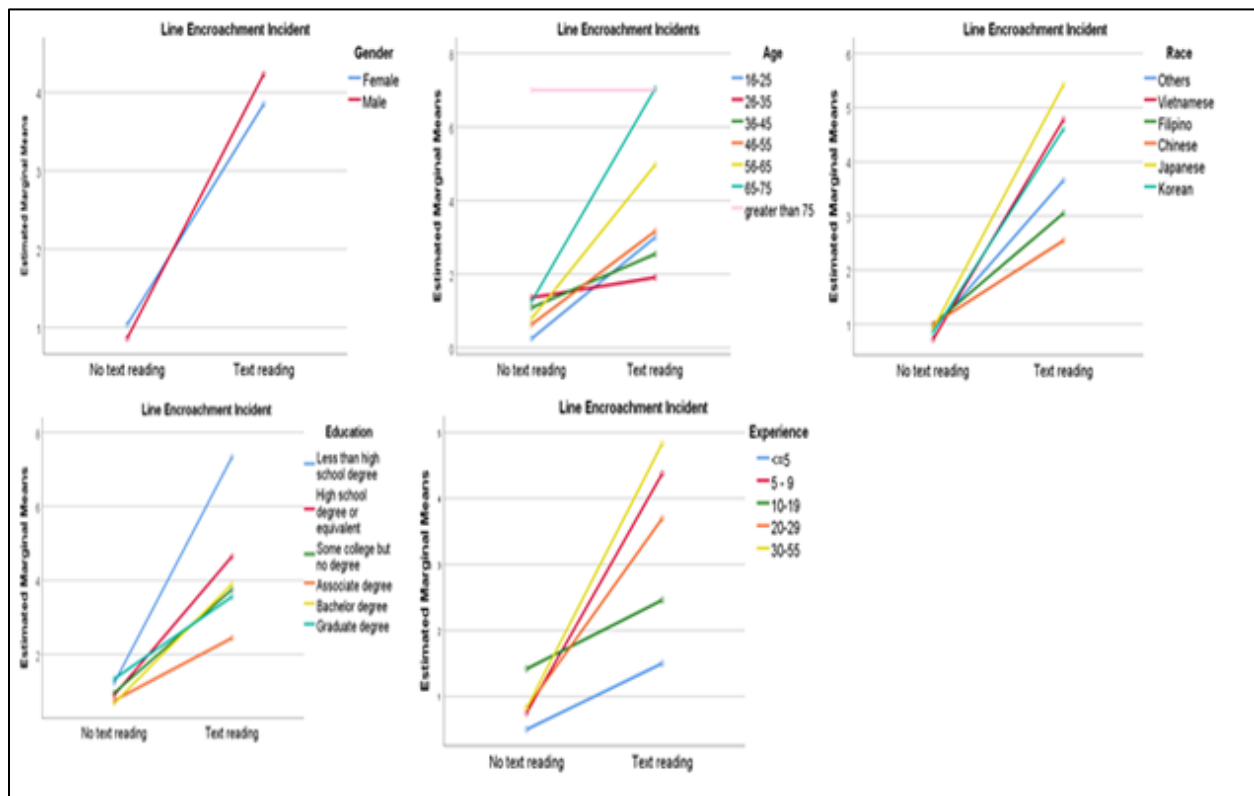 Line Encroachment Incident
Gender
Female
Male
Estimated Marginal Means
4
3
2
1
No text reading
Text reading
Line Encroachment Incidents
Age
16-25
26-35
36-45
46-55
56-65
65-75
greater than 75
Estimated Marginal Means
8
6
4
2
0
No text reading
Text reading
Line Encroachment Incident
Race
Others
Vietnamese
Filipino
Chinese
Japanese
Korean
Estimated Marginal Means
6
5
4
3
2
1
No text reading
Text reading
Line Encroachment Incident
Education
Less than high
school degree
High school
degree or
equivalent
Some college but
no degree
Associate degree
Bachelor degree
Graduate degree
Estimated Marginal Means
8
6
4
2
No text reading
Text reading
Line Encroachment Incident
Experience
<=5
5 - 9
10-19
20-29
30-55
Estimated Marginal Means
5
4
3
2
1
No text reading
Text reading